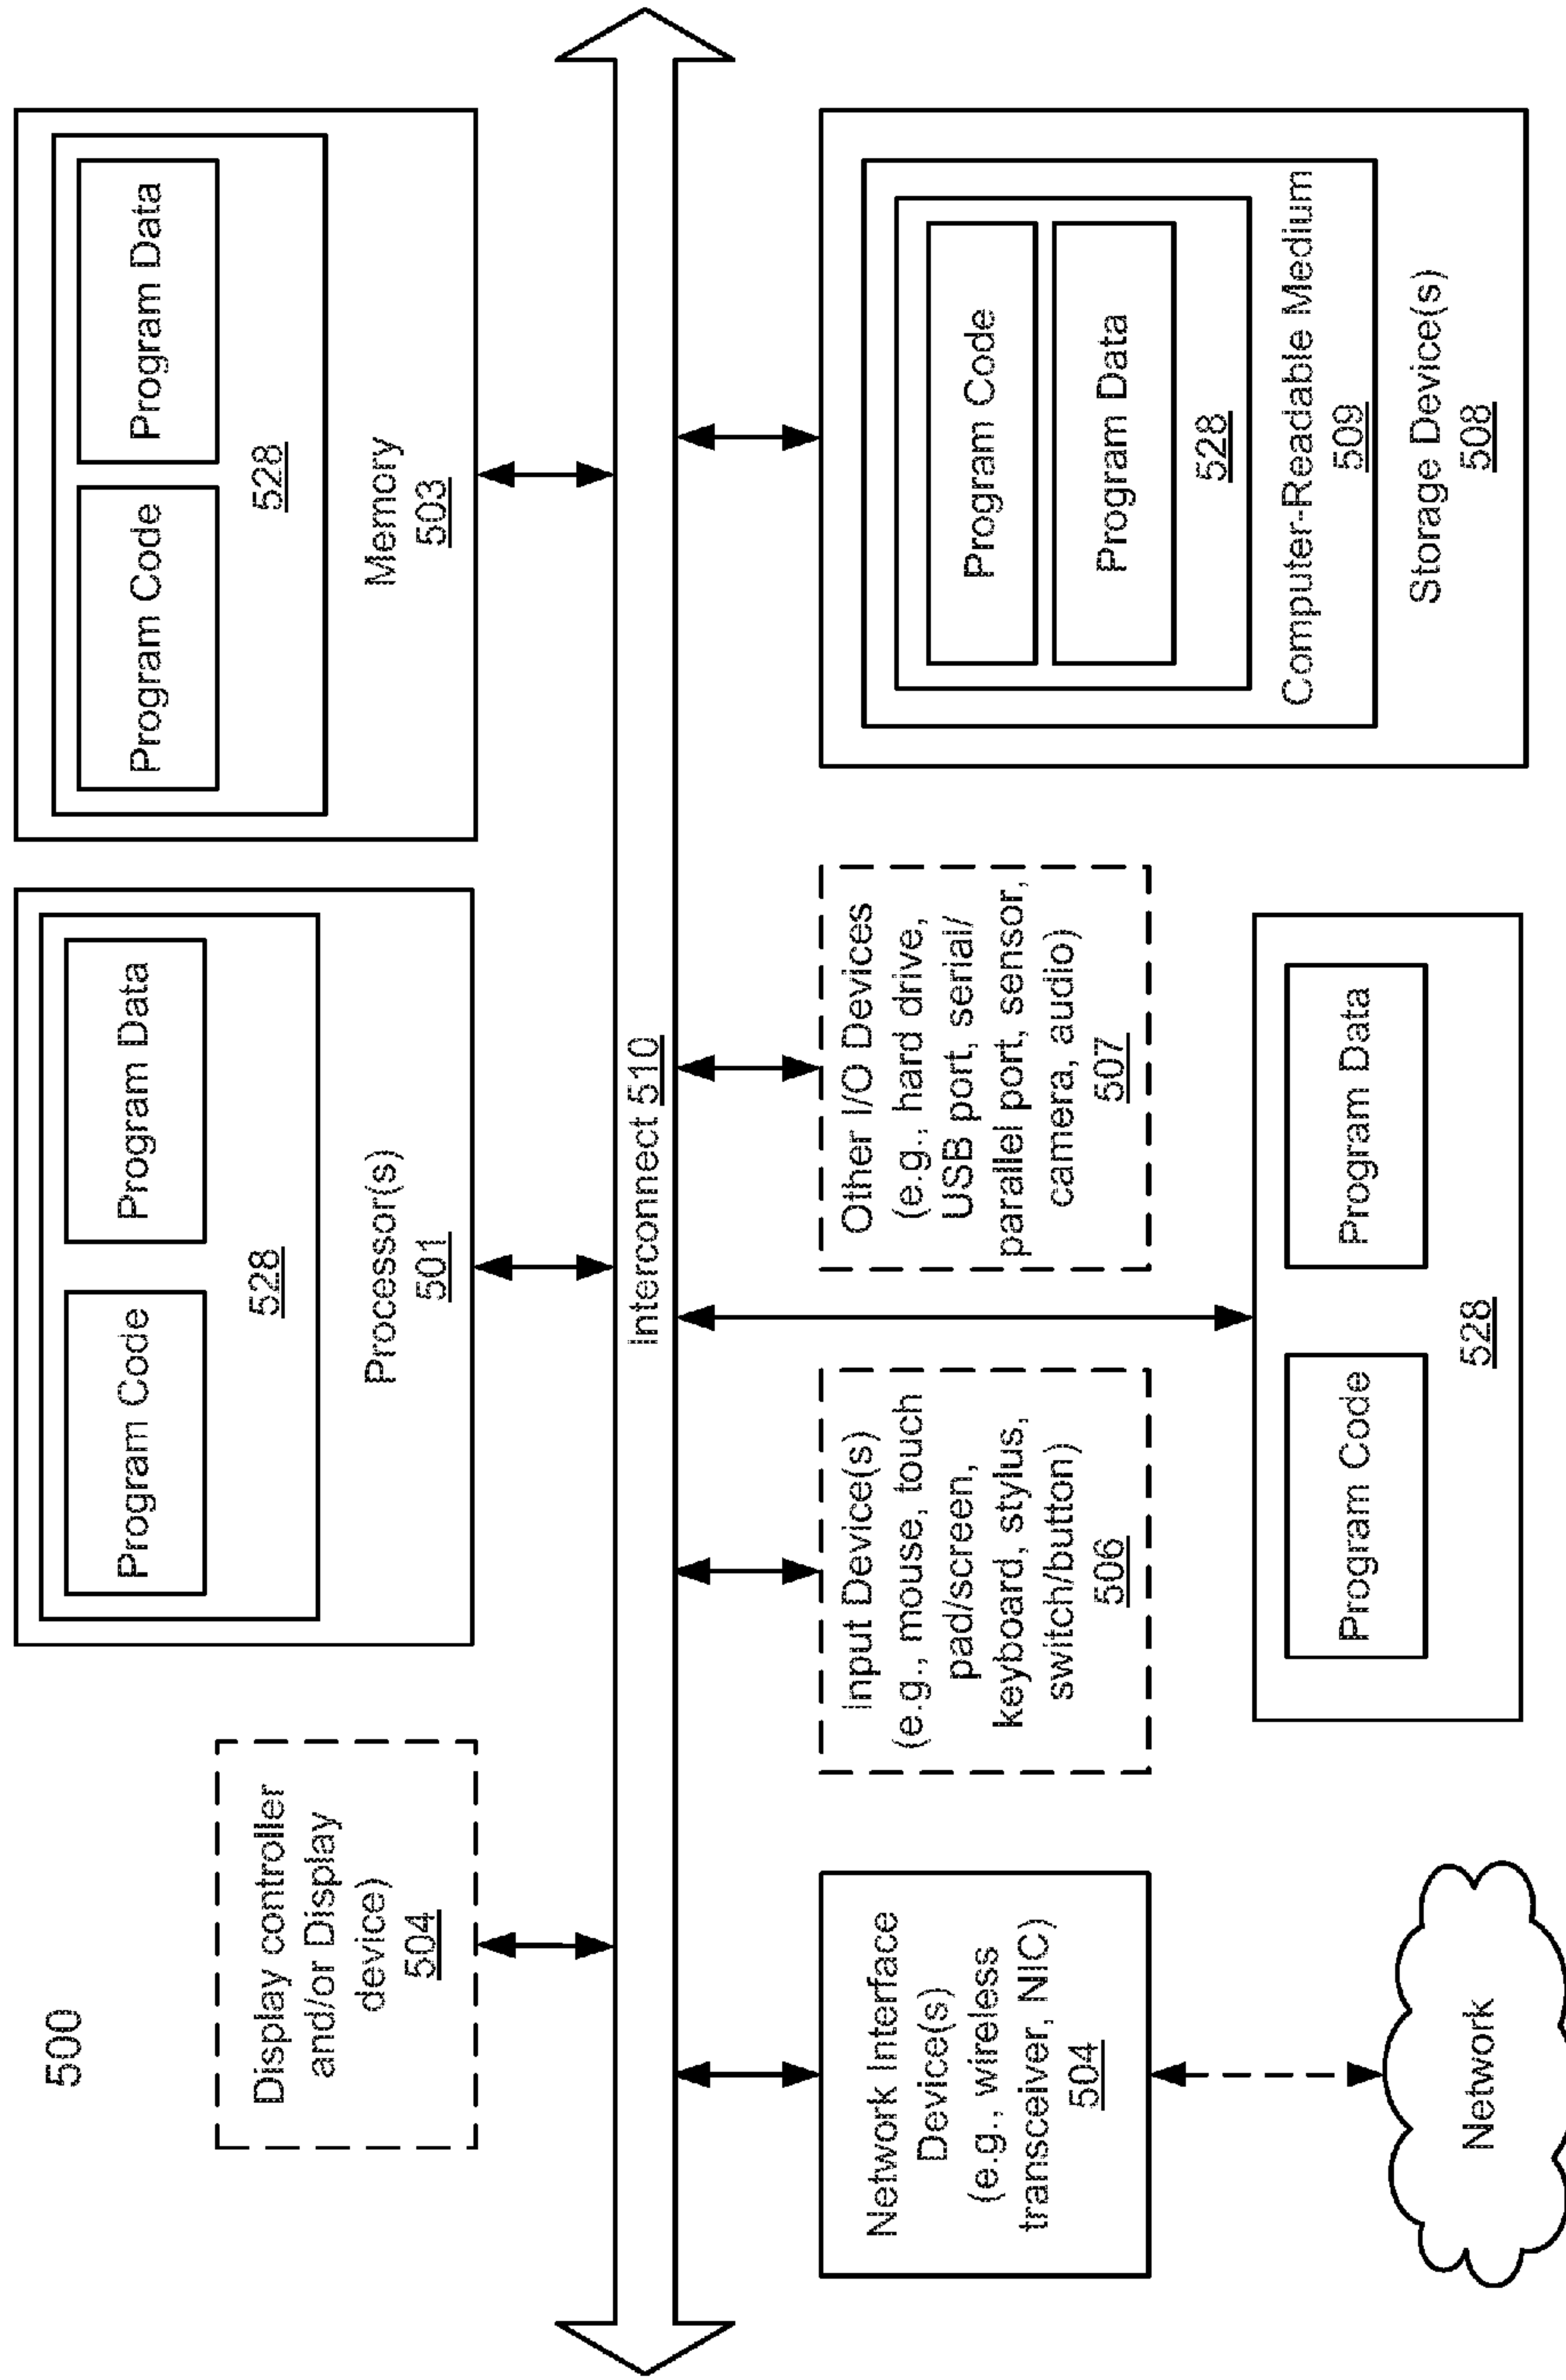 500
Display controller
and/or Display
device)
504
Program Code
Program Data
528
Processor(s)
501
Program Code
Program Data
528
Memory
503
Interconnect 510
Network Interface
Device(s)
(e.g., wireless
transceiver, NIC)
504
Input Device(s)
(e.g., mouse, touch
pad/screen,
keyboard, stylus,
switch/button)
506
Other I/O Devices
(e.g., hard drive,
USB port, serial/
parallel port, sensor,
camera, audio)
507
Program Code
Program Data
528
Computer-Readable Medium
509
Storage Device(s)
508
Program Code
Program Data
528
Network